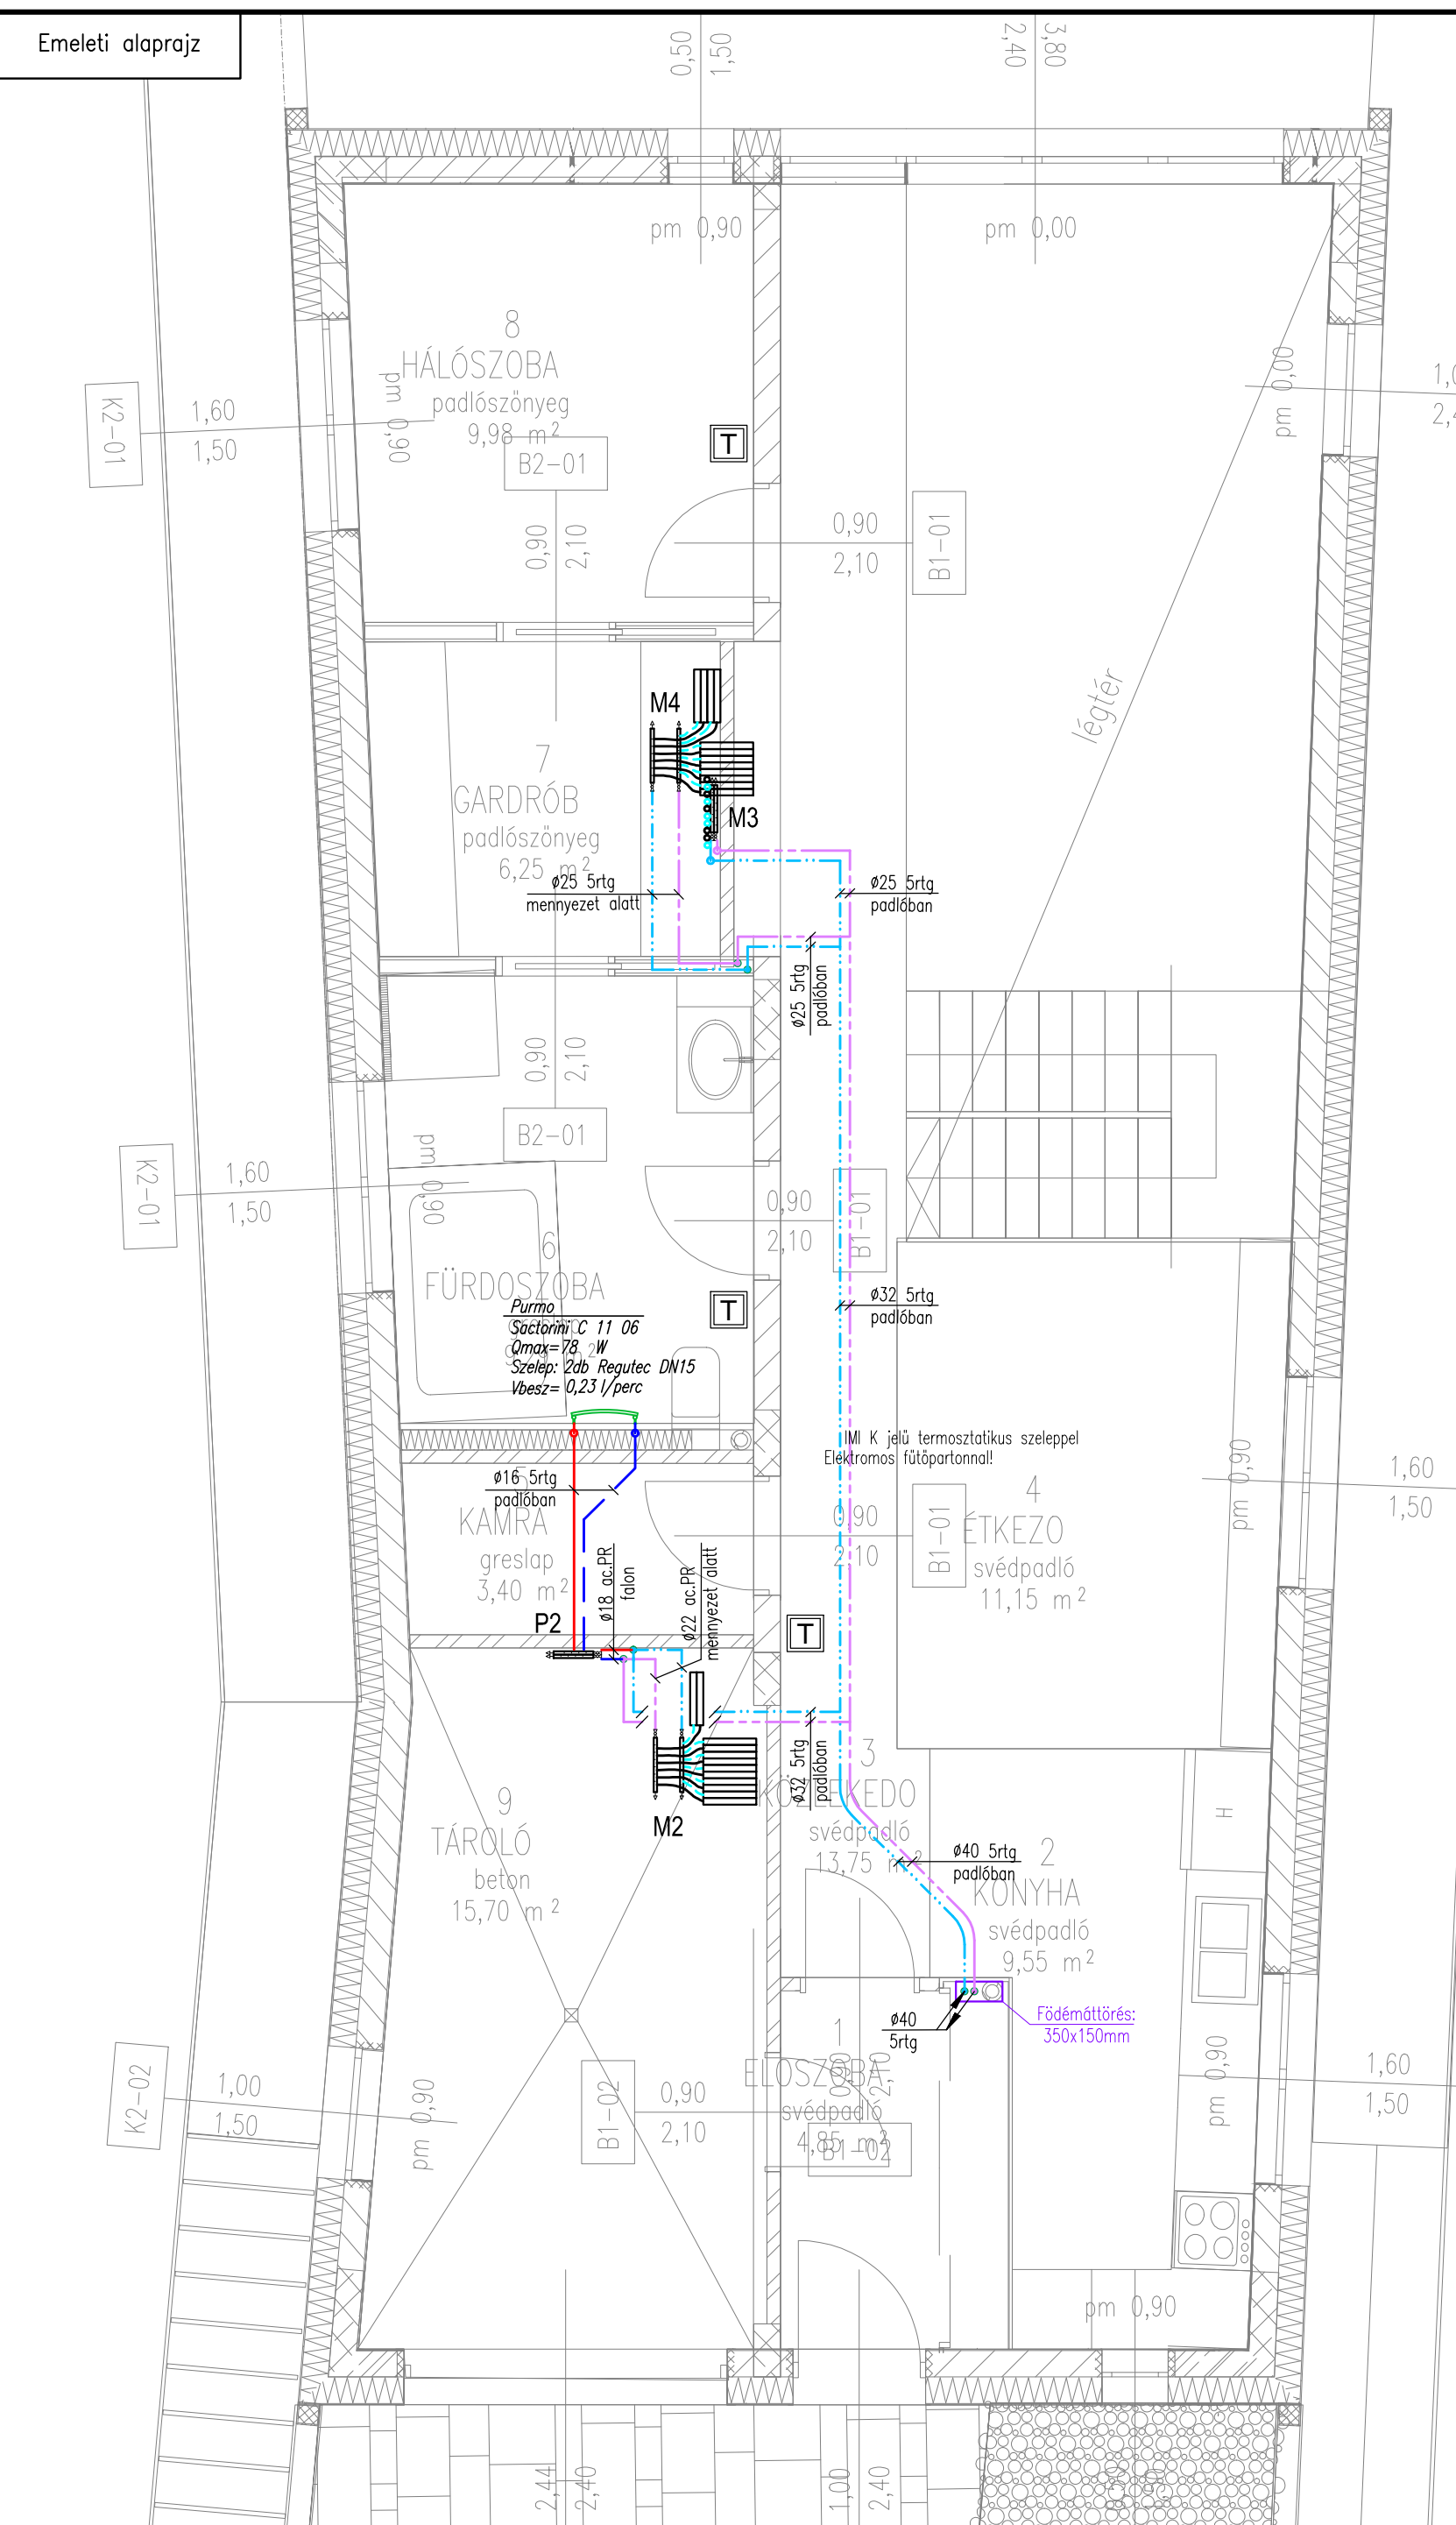 Emeleti alaprajz
0,50
1,50
2,40
3,80
pm 0,90
pm 0,00
8
HÁLÓSZOBA
padlószönyeg
9,98 m²
pm 0,90
pm 0,00
K2-01
1,60
1,50
T
B2-01
0,90
2,10
0,90
2,10
B1-01
légtér
M4
M3
7
GARDRÓB
padlószönyeg
6,25 m²
ø25 5rtg
mennyezet alatt
ø25 5rtg
padlóban
ø25 5rtg
padlóban
0,90
2,10
B2-01
K2-01
1,60
1,50
pm 0,90
0,90
2,10
B1-01
6
FÜRDOSZOBA
T
Purmo
Sactorini C 11 06
Qmax=78 W
Szelep: 2db Regutec DN15
Vbesz= 0,23 l/perc
ø32 5rtg
padlóban
IMI K jelű termosztatikus szeleppel
Elektromos fűtőpartonnal!
ø16 5rtg
padlóban
5
KAMRA
greslap
3,40 m²
0,90
2,10
B1-01
4
ÉTKEZO
svédpadló
11,15 m²
pm 0,90
1,60
1,50
ø18 ac.PR
falon
ø22 ac.PR
mennyezet alatt
P2
T
M2
ø32 5rtg
padlóban
3
KÖZLEKEDO
svédpadló
13,75 m²
9
TÁROLÓ
beton
15,70 m²
ø40 5rtg
padlóban
2
KONYHA
svédpadló
9,55 m²
H
ø40
5rtg
Födémáttörés:
350x150mm
1
ELOSZOBA
svédpadló
4,85 m²
2,10
B1-02
B1-02
0,90
2,10
K2-02
1,00
1,50
pm 0,90
pm 0,90
1,60
1,50
pm 0,90
2,44
2,40
1,00
2,40